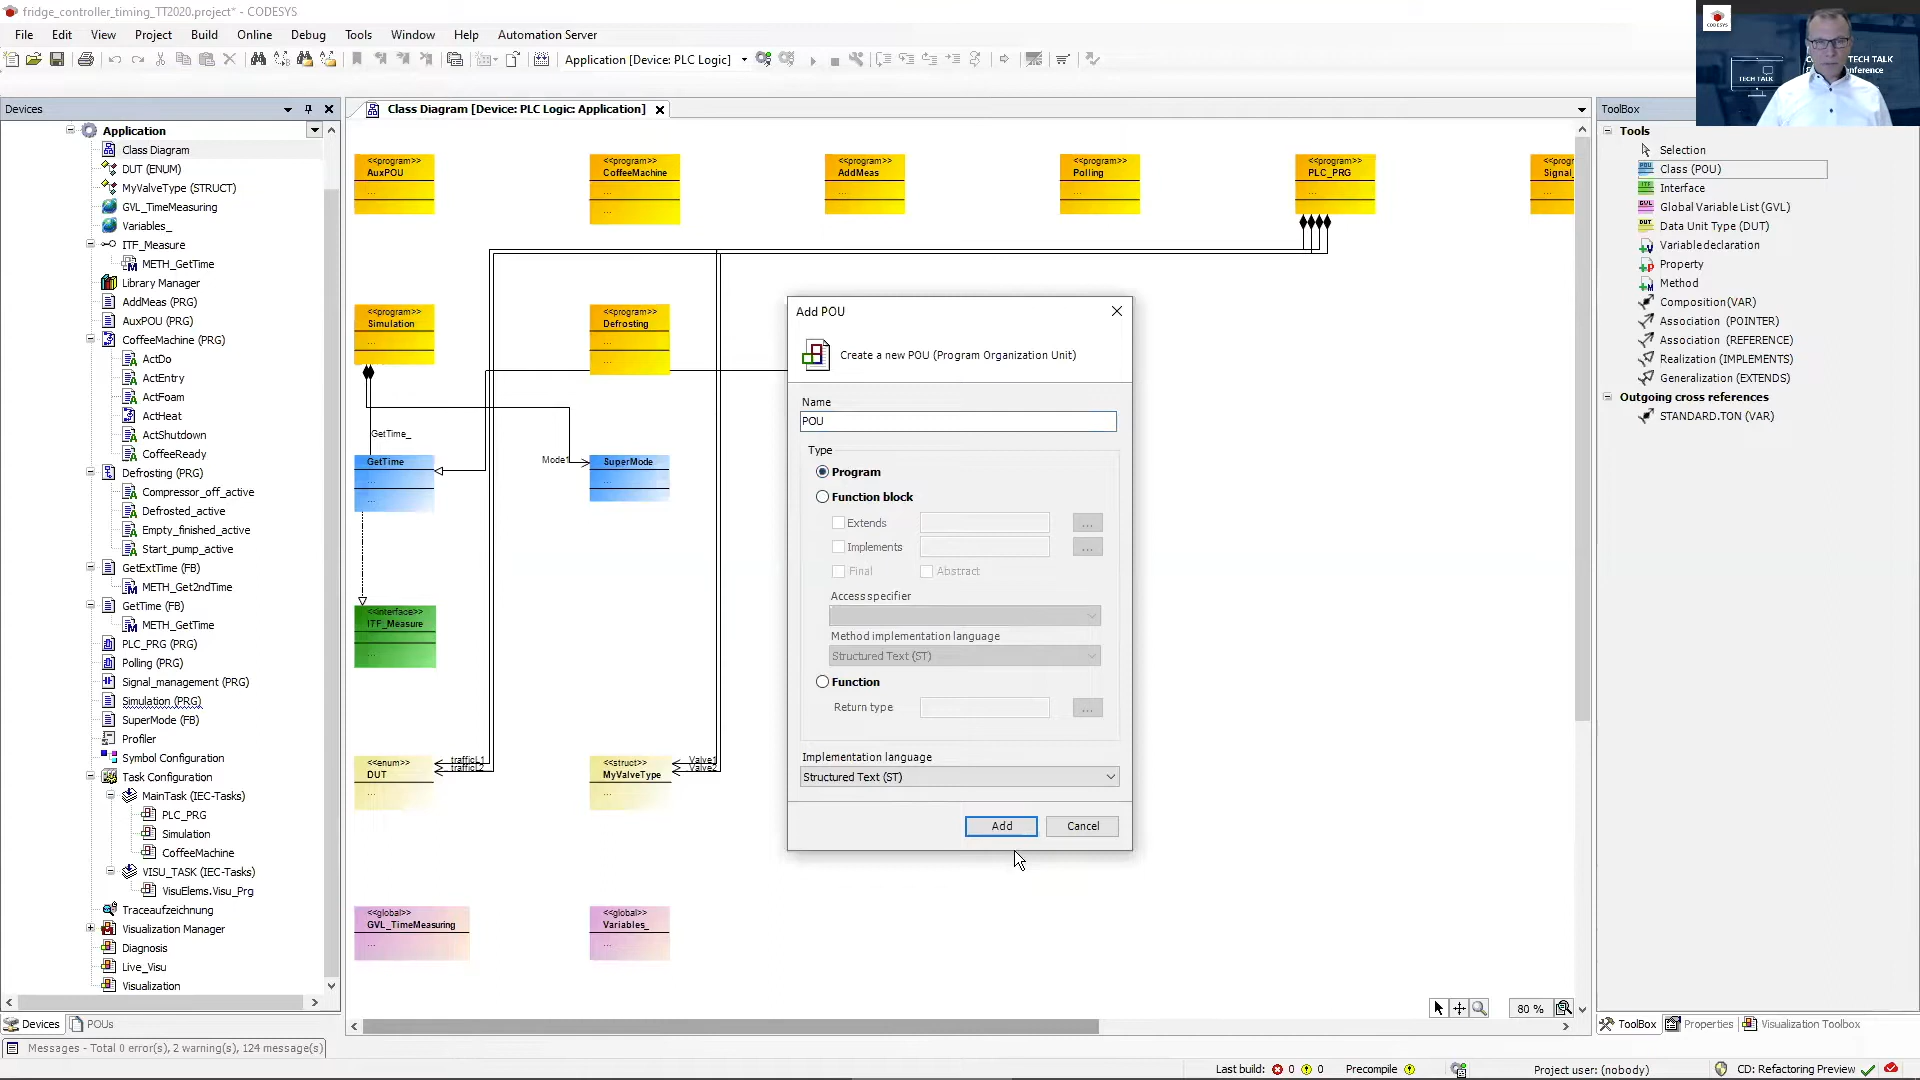 fridge_controller_timing_TT2020.project* - CODESYS
File Edit View Project Build Online Debug Tools Window Help Automation Server
Application [Device: PLC Logic]
CODESYS
TECH TALK
TECH TALK
Conference
Devices
Application
Class Diagram
DUT (ENUM)
MyValveType (STRUCT)
GVL_TimeMeasuring
Variables_
ITF_Measure
METH_GetTime
Library Manager
AddMeas (PRG)
AuxPOU (PRG)
CoffeeMachine (PRG)
ActDo
ActEntry
ActFoam
ActHeat
ActShutdown
CoffeeReady
Defrosting (PRG)
Compressor_off_active
Defrosted_active
Empty_finished_active
Start_pump_active
GetExtTime (FB)
METH_Get2ndTime
GetTime (FB)
METH_GetTime
PLC_PRG (PRG)
Polling (PRG)
Signal_management (PRG)
Simulation (PRG)
SuperMode (FB)
Profiler
Symbol Configuration
Task Configuration
MainTask (IEC-Tasks)
PLC_PRG
Simulation
CoffeeMachine
VISU_TASK (IEC-Tasks)
VisuElems.Visu_Prg
Traceaufzeichnung
Visualization Manager
Diagnosis
Live_Visu
Visualization
Devices POUs
Class Diagram [Device: PLC Logic: Application]
<<program>>
AuxPOU
...
<<program>>
CoffeeMachine
...
...
<<program>>
AddMeas
...
<<program>>
Polling
...
<<program>>
PLC_PRG
...
<<progr
Signal_
<<program>>
Simulation
...
<<program>>
Defrosting
...
...
GetTime_
Mode1
GetTime
...
...
SuperMode
...
<<interface>>
ITF_Measure
...
<<enum>>
DUT
...
trafficL1
trafficL2
<<struct>>
MyValveType
...
Valve1
Valve2
<<global>>
GVL_TimeMeasuring
...
<<global>>
Variables_
...
80 %
Add POU
Create a new POU (Program Organization Unit)
Name
POU
Type
Program
Function block
Extends ...
Implements ...
Final Abstract
Access specifier
Method implementation language
Structured Text (ST)
Function
Return type ...
Implementation language
Structured Text (ST)
Add Cancel
ToolBox
Tools
Selection
Class (POU)
Interface
Global Variable List (GVL)
Data Unit Type (DUT)
Variable declaration
Property
Method
Composition (VAR)
Association (POINTER)
Association (REFERENCE)
Realization (IMPLEMENTS)
Generalization (EXTENDS)
Outgoing cross references
STANDARD.TON (VAR)
ToolBox Properties Visualization Toolbox
Messages - Total 0 error(s), 2 warning(s), 124 message(s)
Last build: 0 0 Precompile Project user: (nobody) CD: Refactoring Preview